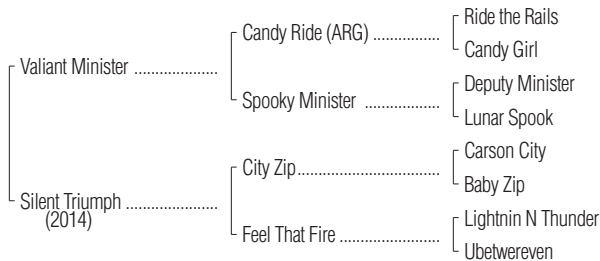 Ride the Rails
Candy Ride (ARG) ................
Candy Girl
Valiant Minister ....................
Deputy Minister
Spooky Minister ..................
Lunar Spook
Carson City
City Zip..................................
Baby Zip
Silent Triumph ......................
(2014)
Lightnin N Thunder
Feel That Fire ........................
Ubetwereven